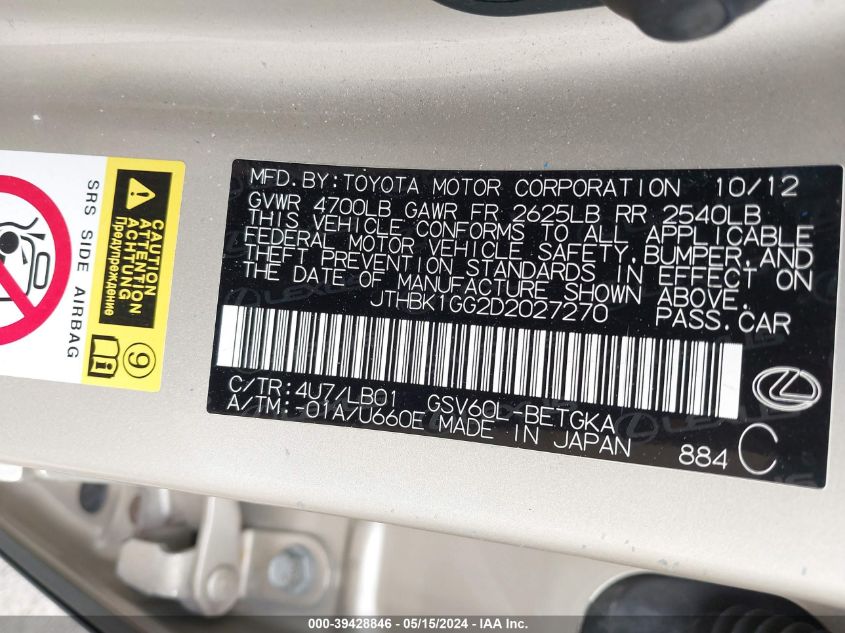 MFD. BY: TOYOTA MOTOR CORPORATION 10/12
GVWR 4700LB GAWR FR 2625LB RR 2540LB
THIS VEHICLE CONFORMS TO ALL APPLICABLE
FEDERAL MOTOR VEHICLE SAFETY, BUMPER, AND
THEFT PREVENTION STANDARDS IN EFFECT ON
THE DATE OF MANUFACTURE SHOWN ABOVE.
JTHBK1GG2D2027270 PASS.CAR
C/TR: 4U7/LB01 GSV60L-BETGKA
A/TM: -01A/U660E MADE IN JAPAN 884 C
SRS SIDE AIRBAG
CAUTION
ATTENTION
ACHTUNG
Предупреждение
9
000-39428846 - 05/15/2024 - IAA Inc.